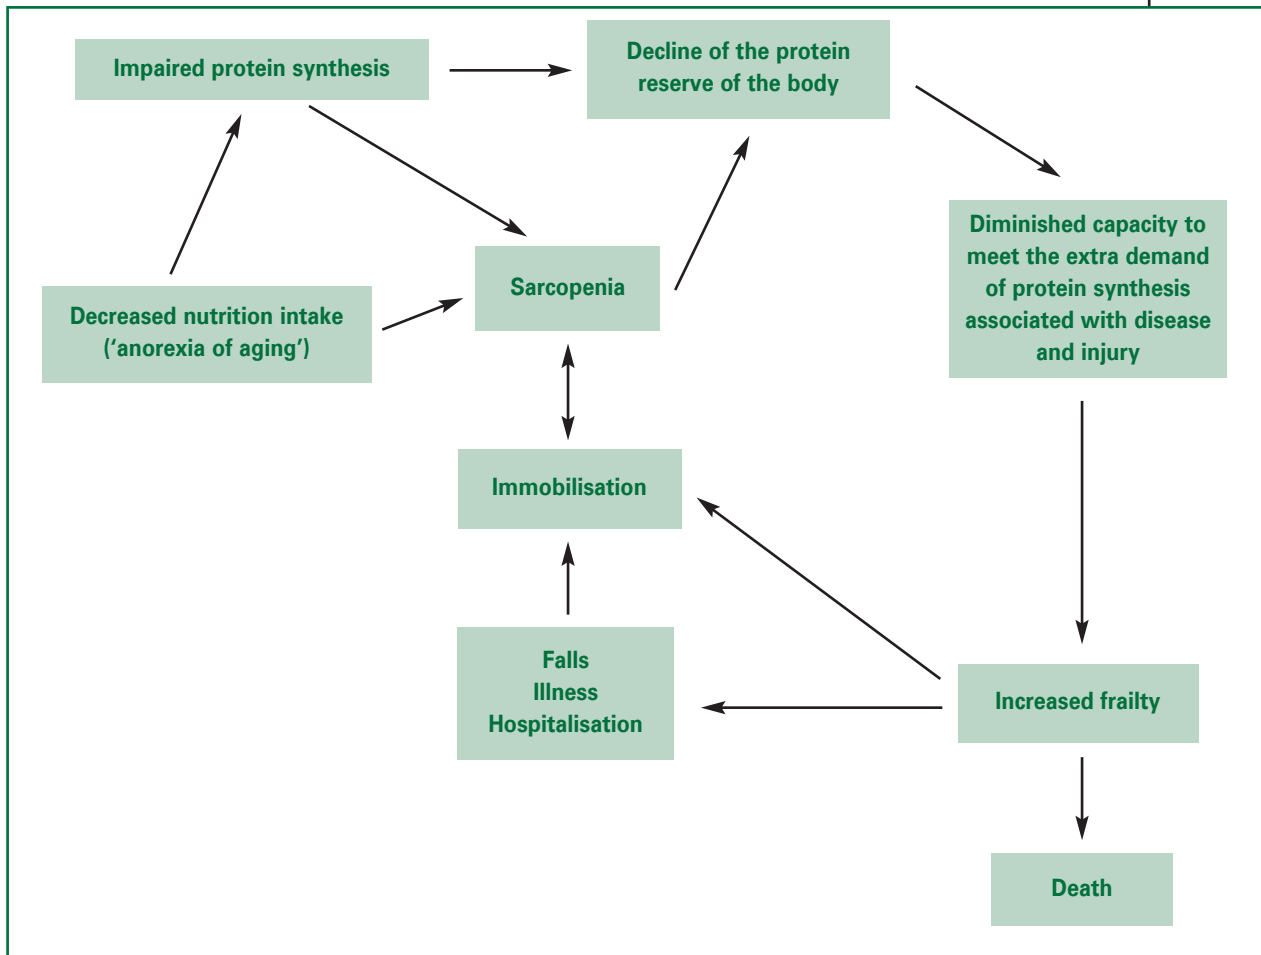 Impaired protein synthesis
Decline of the protein
reserve of the body
Diminished capacity to
meet the extra demand
of protein synthesis
associated with disease
and injury
Sarcopenia
Decreased nutrition intake
(‘anorexia of aging’)
Immobilisation
Falls
Illness
Hospitalisation
Increased frailty
Death